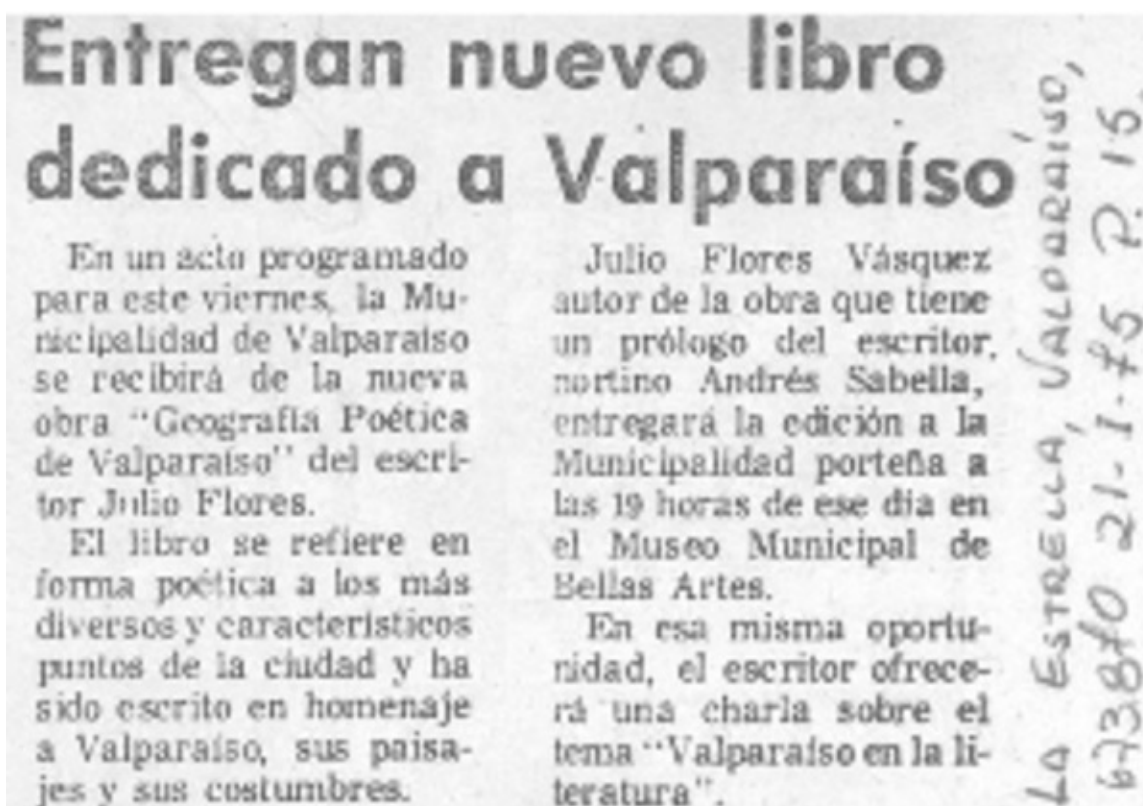 Entregan nuevo libro
dedicado a Valparaíso
En un acto programado
para este viernes, la Mu-
nicipalidad de Valparaíso
se recibirá de la nueva
obra "Geografía Poética
de Valparaíso" del escri-
tor Julio Flores.
El libro se refiere en
forma poética a los más
diversos y característicos
puntos de la ciudad y ha
sido escrito en homenaje
a Valparaíso, sus paisa-
jes y sus costumbres.
Julio Flores Vásquez
autor de la obra que tiene
un prólogo del escritor
nortino Andrés Sabella,
entregará la edición a la
Municipalidad porteña a
las 19 horas de ese día en
el Museo Municipal de
Bellas Artes.
En esa misma oportu-
nidad, el escritor ofrece-
rá una charla sobre el
tema "Valparaíso en la li-
teratura".
LA ESTRELLA, VALPARAÍSO,
21-I-75 P. 15.